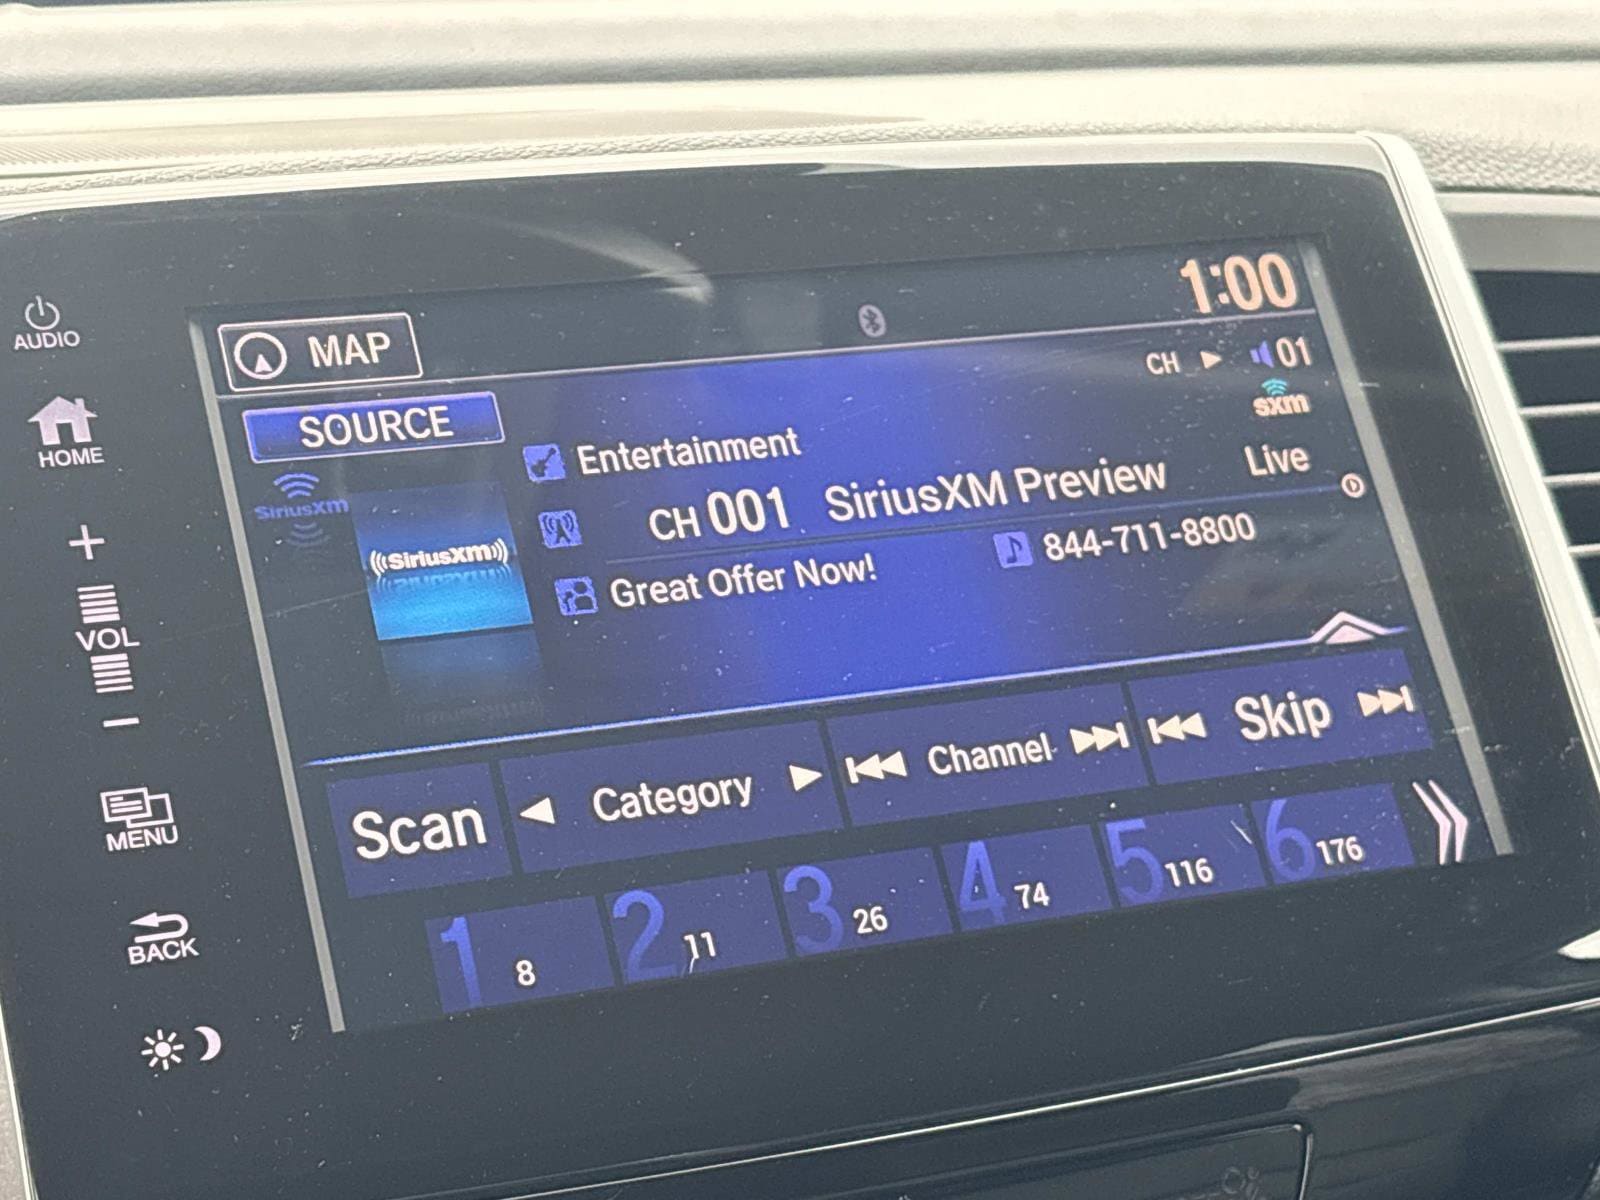 AUDIO
HOME
VOL
MENU
BACK
MAP
1:00
SOURCE
CH 01
sxm
SiriusXm
((SiriusXm))
Entertainment
CH 001 SiriusXM Preview Live
Great Offer Now! 844-711-8800
Scan Category Channel Skip
1 8 2 11 3 26 4 74 5 116 6 176